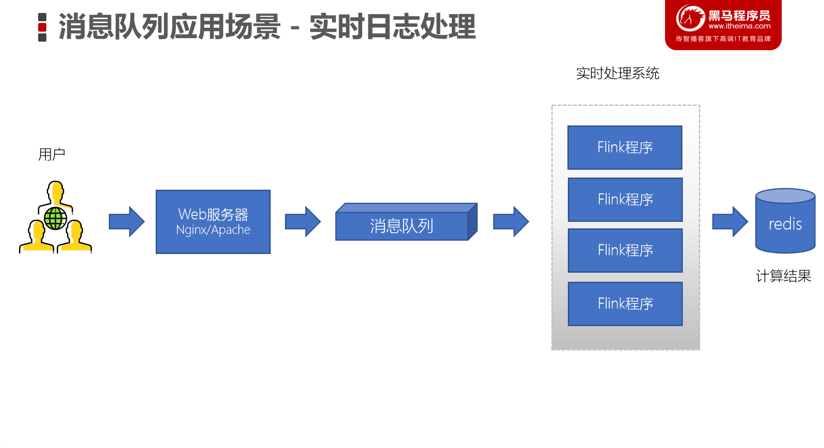 消息队列应用场景 - 实时日志处理
黑马程序员
www.itheima.com
传智播客旗下高端IT教育品牌
实时处理系统
用户
Web服务器
Nginx/Apache
消息队列
Flink程序
Flink程序
Flink程序
Flink程序
redis
计算结果